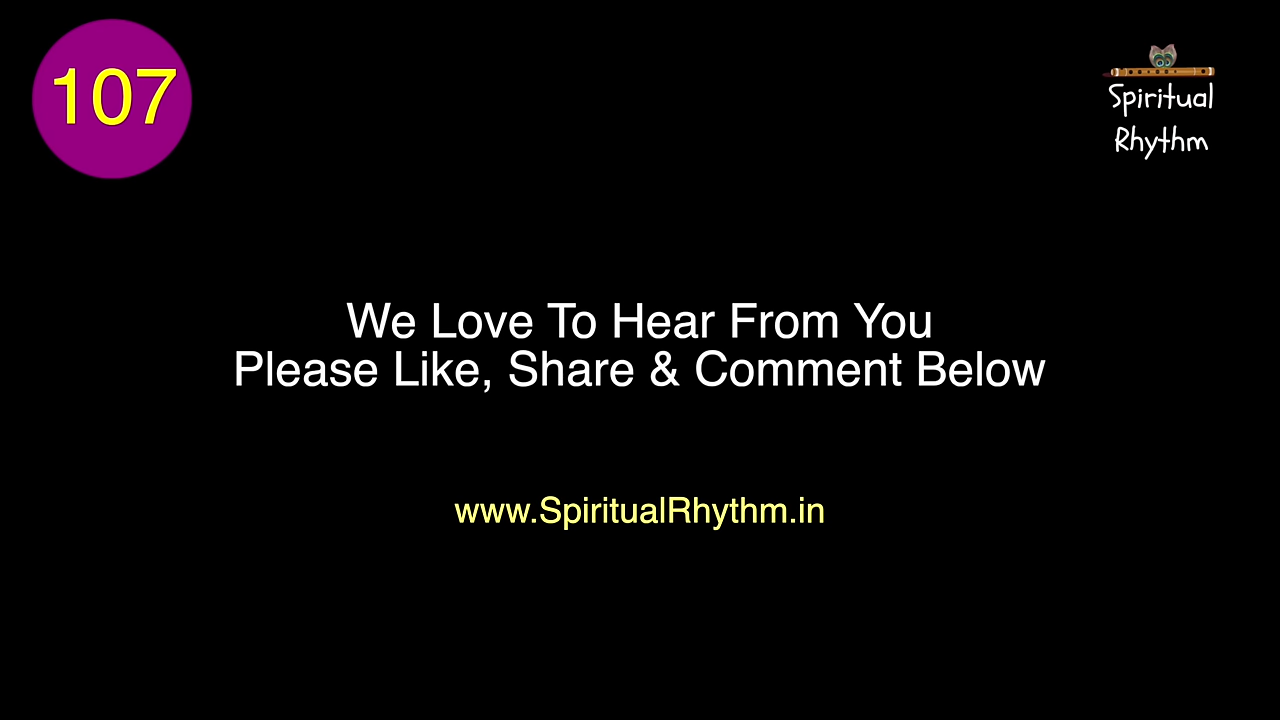 107
Spiritual
Rhythm
We Love To Hear From You
Please Like, Share & Comment Below
www.SpiritualRhythm.in